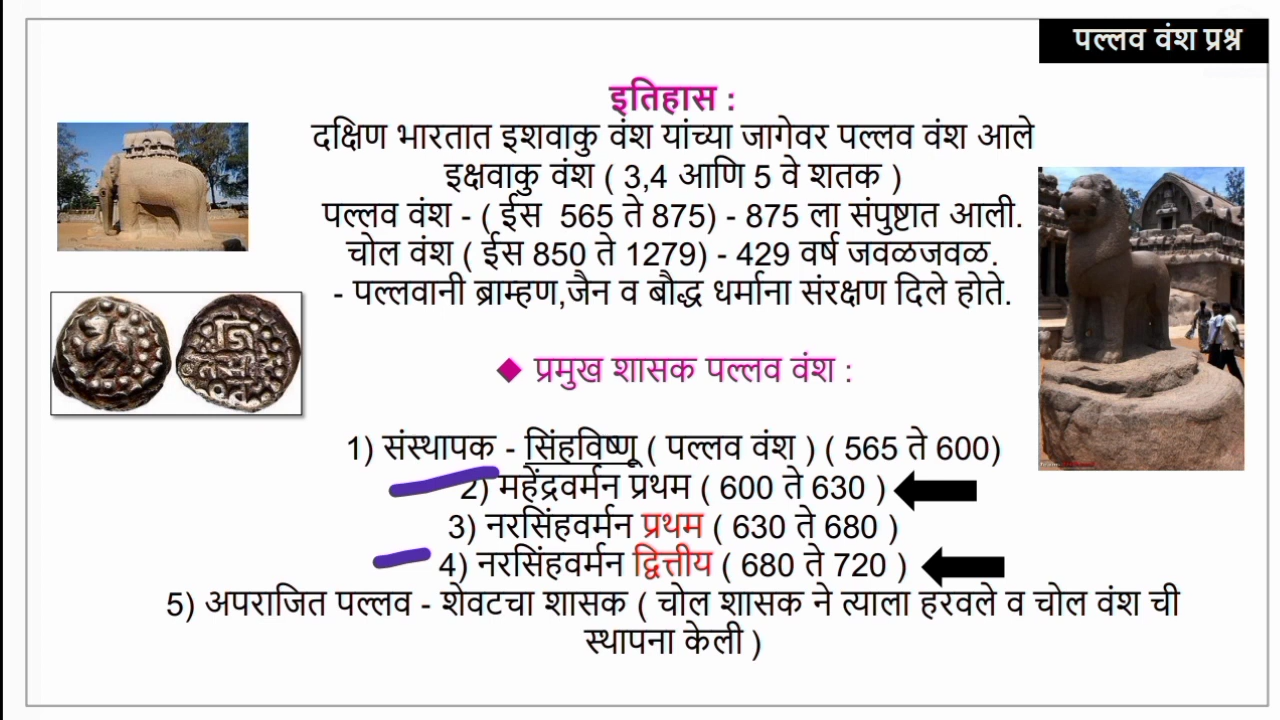 पल्लव वंश प्रश्न
इतिहास :
दक्षिण भारतात इशवाकु वंश यांच्या जागेवर पल्लव वंश आले
इक्षवाकु वंश ( 3,4 आणि 5 वे शतक )
पल्लव वंश - ( ईस 565 ते 875) - 875 ला संपुष्टात आली.
चोल वंश ( ईस 850 ते 1279) - 429 वर्ष जवळजवळ.
- पल्लवानी ब्राम्हण,जैन व बौद्ध धर्माना संरक्षण दिले होते.
◆ प्रमुख शासक पल्लव वंश :
1) संस्थापक - सिंहविष्णू ( पल्लव वंश ) ( 565 ते 600)
2) महेंद्रवर्मन प्रथम ( 600 ते 630 )
3) नरसिंहवर्मन प्रथम ( 630 ते 680 )
4) नरसिंहवर्मन द्वित्तीय ( 680 ते 720 )
5) अपराजित पल्लव - शेवटचा शासक ( चोल शासक ने त्याला हरवले व चोल वंश ची
स्थापना केली )